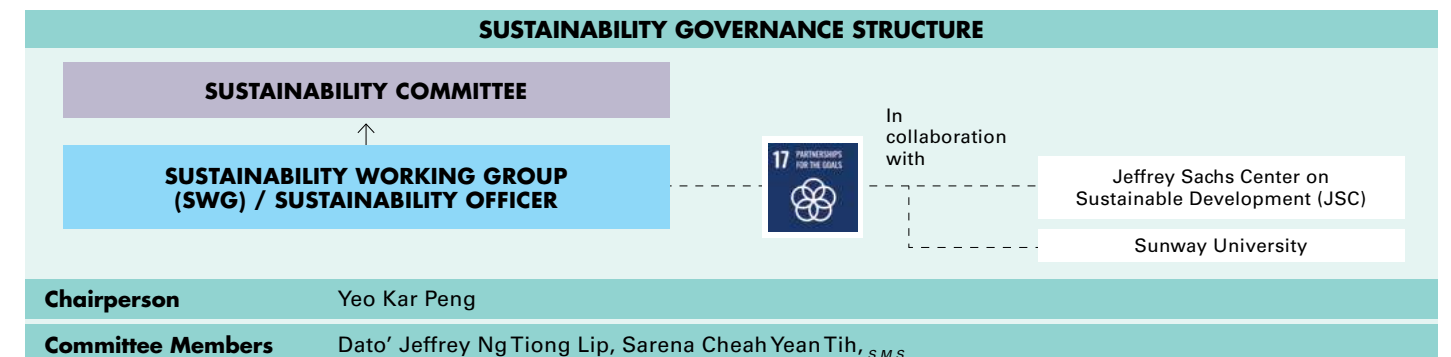 SUSTAINABILITY GOVERNANCE STRUCTURE
SUSTAINABILITY COMMITTEE
SUSTAINABILITY WORKING GROUP
(SWG) / SUSTAINABILITY OFFICER
17 PARTNERSHIPS
FOR THE GOALS
In
collaboration
with
Jeffrey Sachs Center on
Sustainable Development (JSC)
Sunway University
Chairperson Yeo Kar Peng
Committee Members Dato' Jeffrey Ng Tiong Lip, Sarena Cheah Yean Tih, S.M.S.